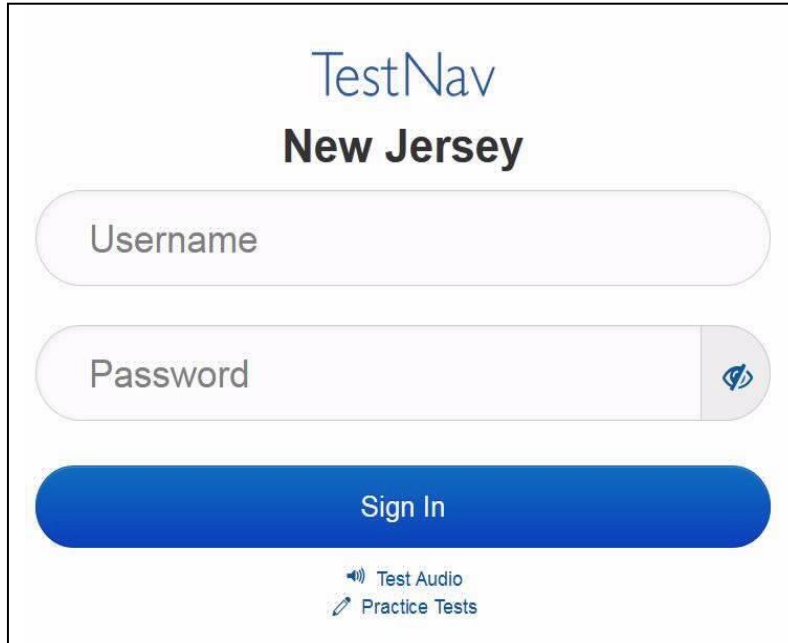 TestNav
New Jersey
Username
Password
Sign In
Test Audio
Practice Tests